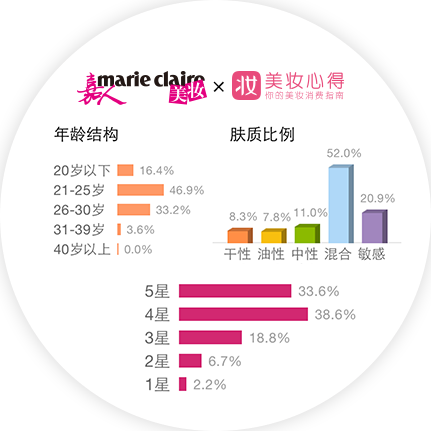 嘉人 marie claire 美妆 × 妆 美妆心得
你的美妆消费指南
年龄结构
20岁以下 16.4%
21-25岁 46.9%
26-30岁 33.2%
31-39岁 3.6%
40岁以上 0.0%
肤质比例
8.3% 7.8% 11.0% 52.0% 20.9%
干性 油性 中性 混合 敏感
5星 33.6%
4星 38.6%
3星 18.8%
2星 6.7%
1星 2.2%